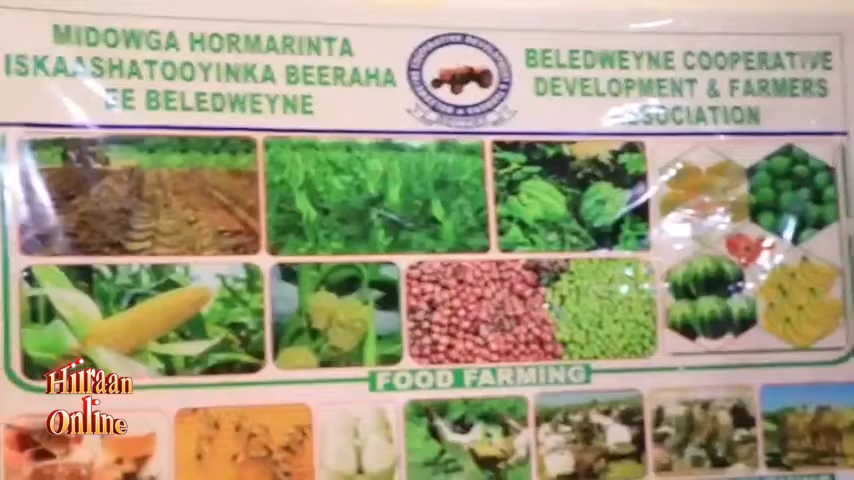 MIDOWGA HORMARINTA
ISKAASHATOOYINKA BEERAHA
EE BELEDWEYNE
BELEDWEYNE COOPERATIVE
DEVELOPMENT & FARMERS
ASSOCIATION
FOOD FARMING
Hiiraan
Online